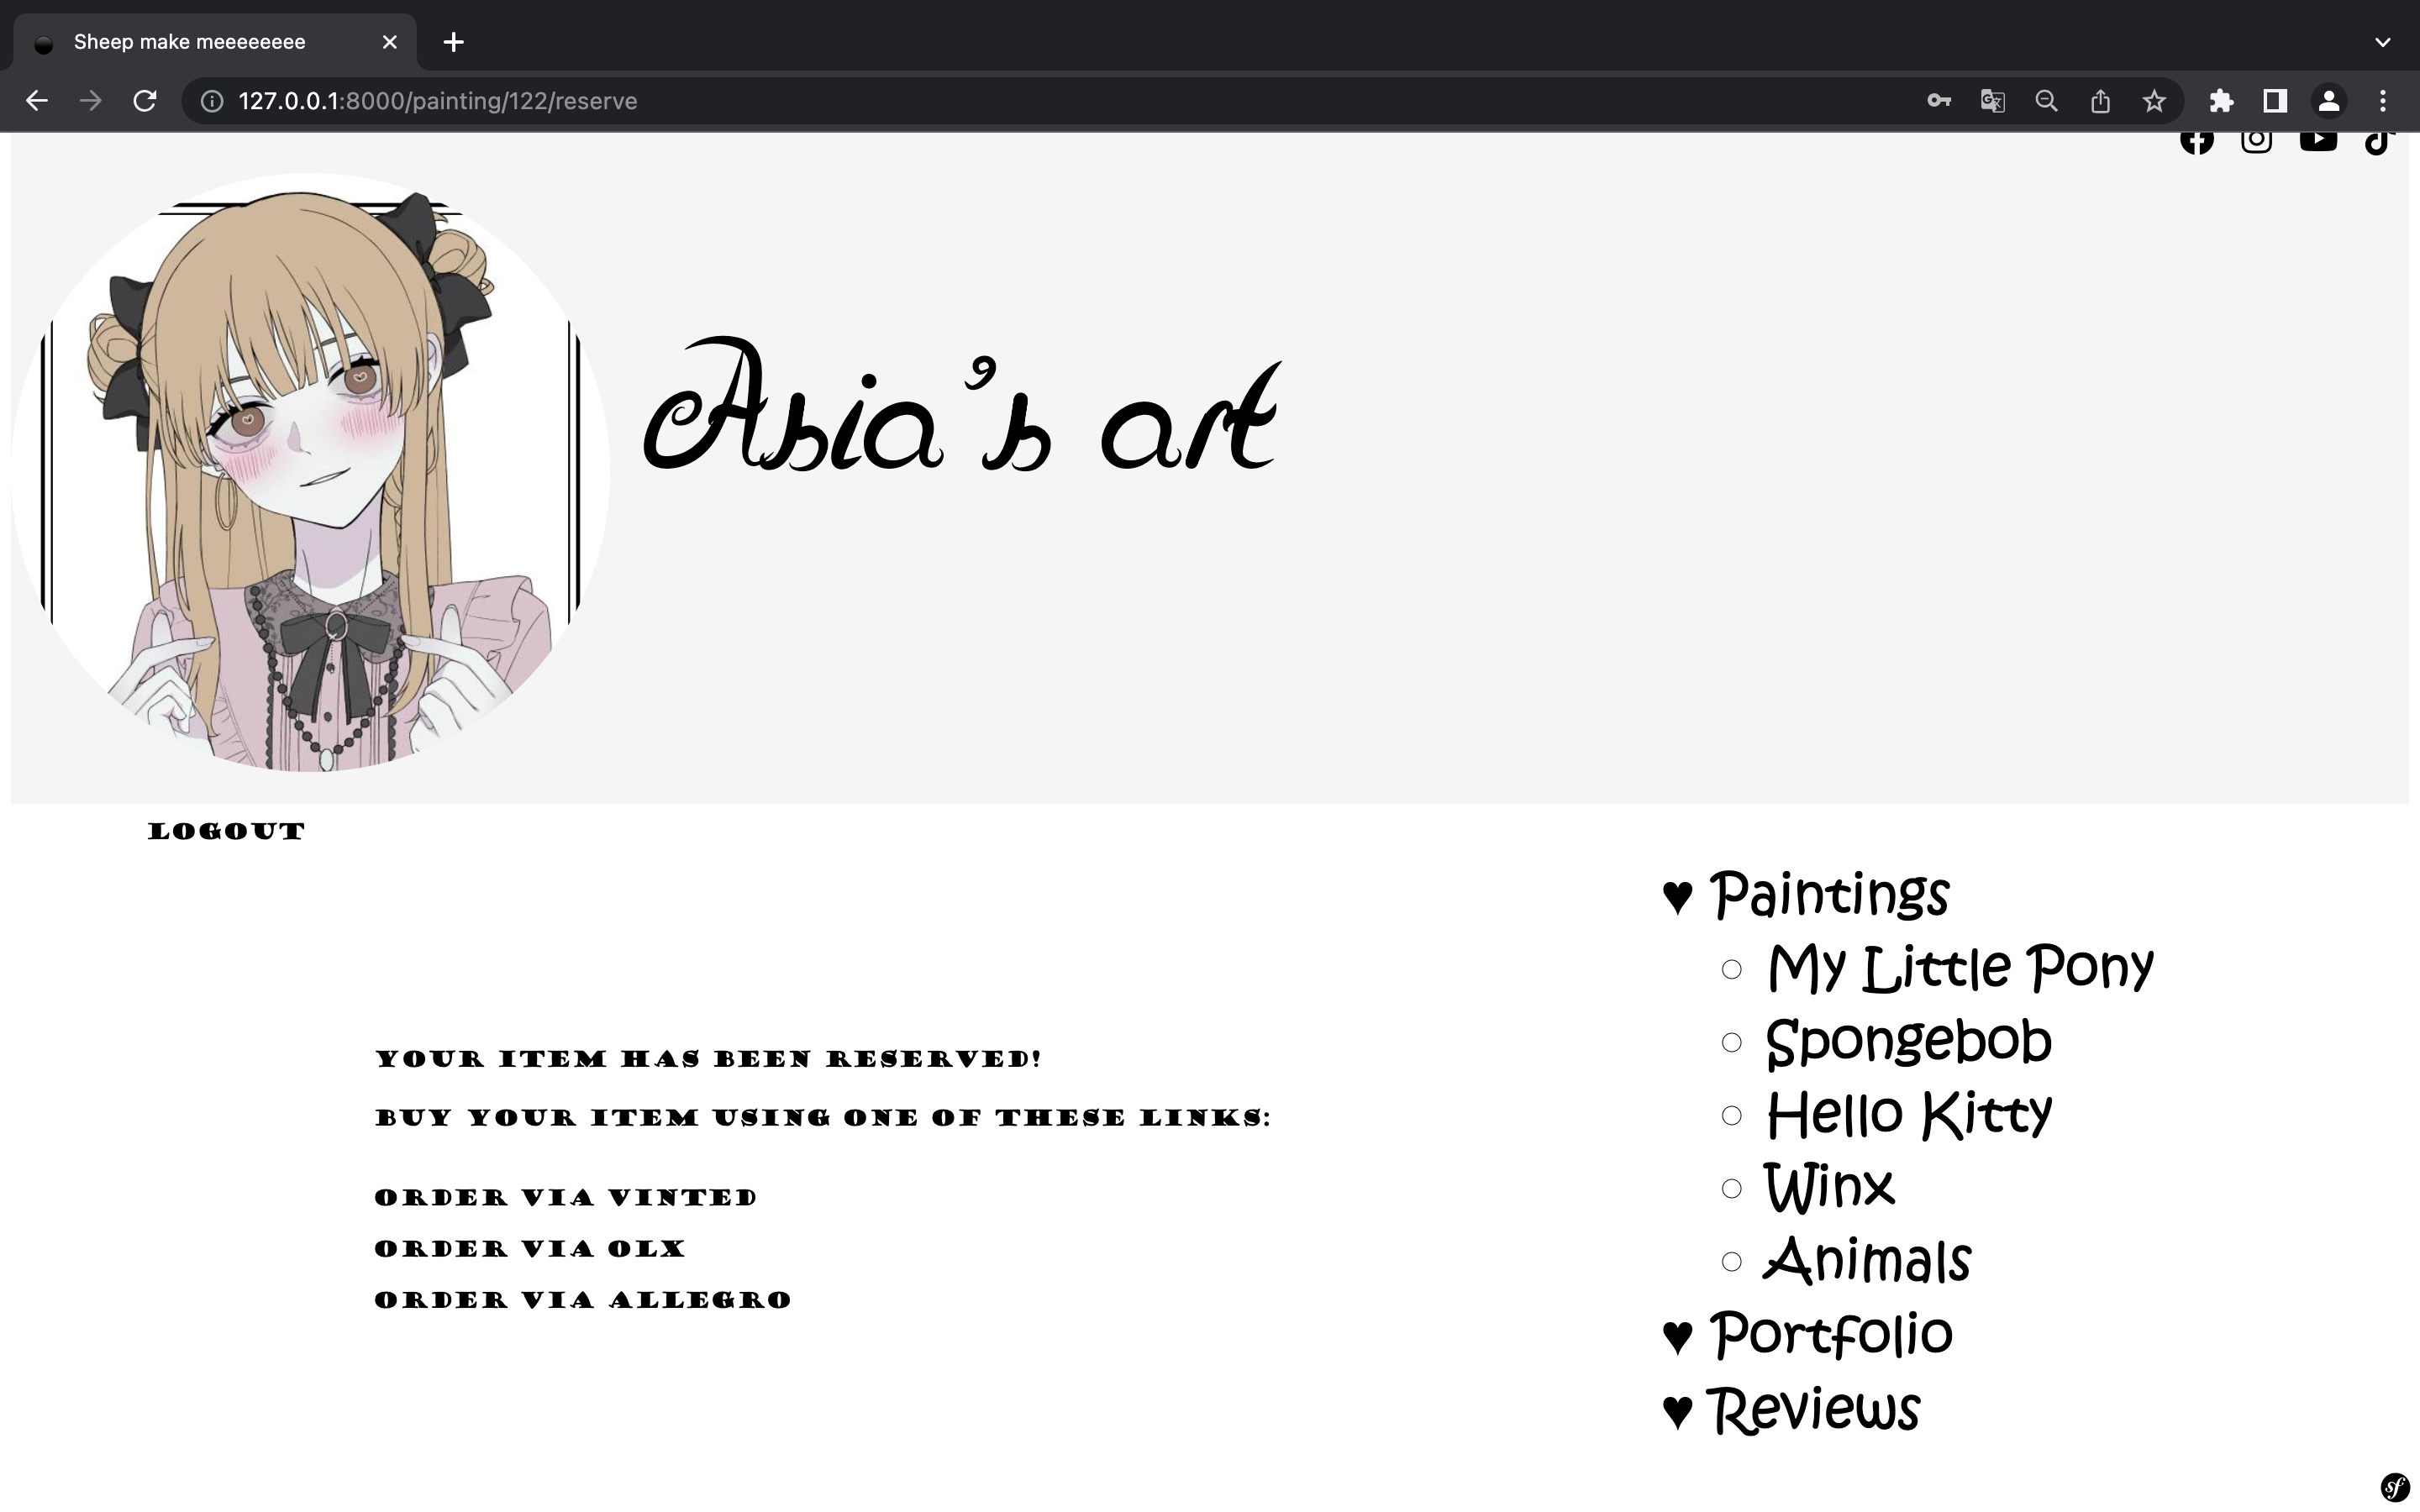 Sheep make meeeeeeee
127.0.0.1:8000/painting/122/reserve
Asia's art
LOGOUT
YOUR ITEM HAS BEEN RESERVED!
BUY YOUR ITEM USING ONE OF THESE LINKS:
ORDER VIA VINTED
ORDER VIA OLX
ORDER VIA ALLEGRO
♥ Paintings
○ My Little Pony
○ Spongebob
○ Hello Kitty
○ Winx
○ Animals
♥ Portfolio
♥ Reviews
sf